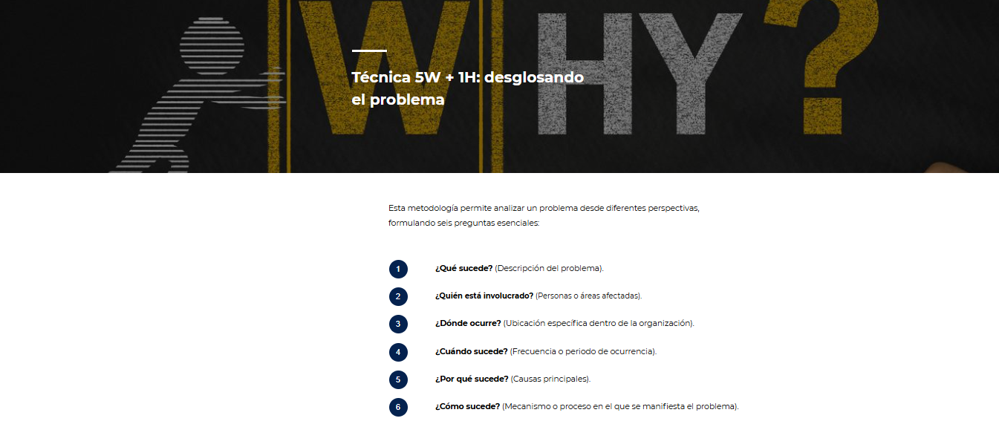 WHY?
Técnica 5W + 1H: desglosando
el problema
Esta metodología permite analizar un problema desde diferentes perspectivas,
formulando seis preguntas esenciales:
1 ¿Qué sucede? (Descripción del problema).
2 ¿Quién está involucrado? (Personas o áreas afectadas).
3 ¿Dónde ocurre? (Ubicación específica dentro de la organización).
4 ¿Cuándo sucede? (Frecuencia o periodo de ocurrencia).
5 ¿Por qué sucede? (Causas principales).
6 ¿Cómo sucede? (Mecanismo o proceso en el que se manifiesta el problema).